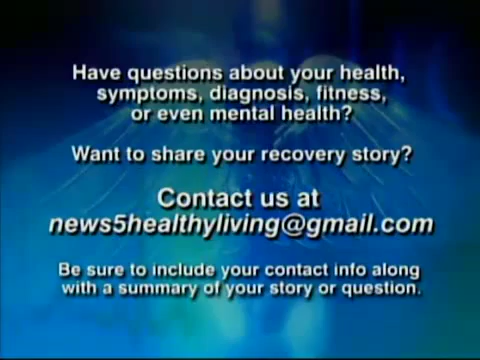 Have questions about your health,
symptoms, diagnosis, fitness,
or even mental health?
Want to share your recovery story?
Contact us at
news5healthyliving@gmail.com
Be sure to include your contact info along
with a summary of your story or question.